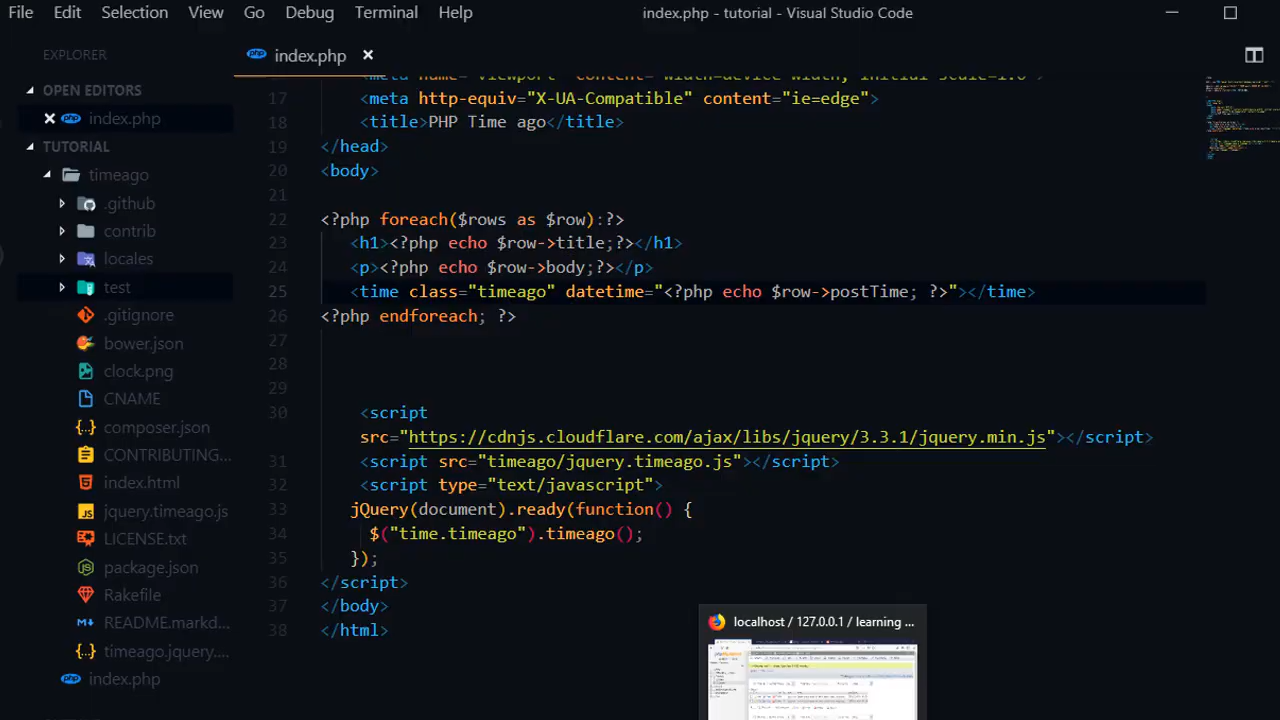 File Edit Selection View Go Debug Terminal Help index.php - tutorial - Visual Studio Code
EXPLORER
OPEN EDITORS
index.php
TUTORIAL
timeago
.github
contrib
locales
test
.gitignore
bower.json
clock.png
CNAME
composer.json
CONTRIBUTING...
index.html
jquery.timeago.js
LICENSE.txt
package.json
Rakefile
README.markd...
timeago.jquery....
index.php
index.php
17 <meta http-equiv="X-UA-Compatible" content="ie=edge">
18 <title>PHP Time ago</title>
19 </head>
20 <body>
21
22 <?php foreach($rows as $row):?>
23 <h1><?php echo $row->title;?></h1>
24 <p><?php echo $row->body;?></p>
25 <time class="timeago" datetime="<?php echo $row->postTime; ?>"></time>
26 <?php endforeach; ?>
27
28
29
30 <script
src="https://cdnjs.cloudflare.com/ajax/libs/jquery/3.3.1/jquery.min.js"></script>
31 <script src="timeago/jquery.timeago.js"></script>
32 <script type="text/javascript">
33 jQuery(document).ready(function() {
34 $("time.timeago").timeago();
35 });
36 </script>
37 </body>
38 </html>
localhost / 127.0.0.1 / learning ...